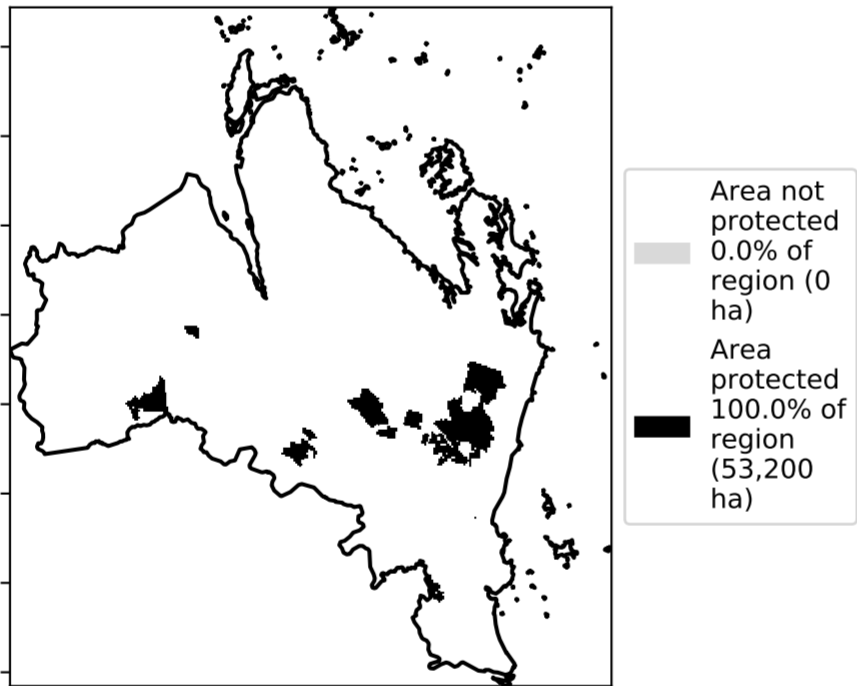 Area not
protected
0.0% of
region (0
ha)
Area
protected
100.0% of
region
(53,200
ha)